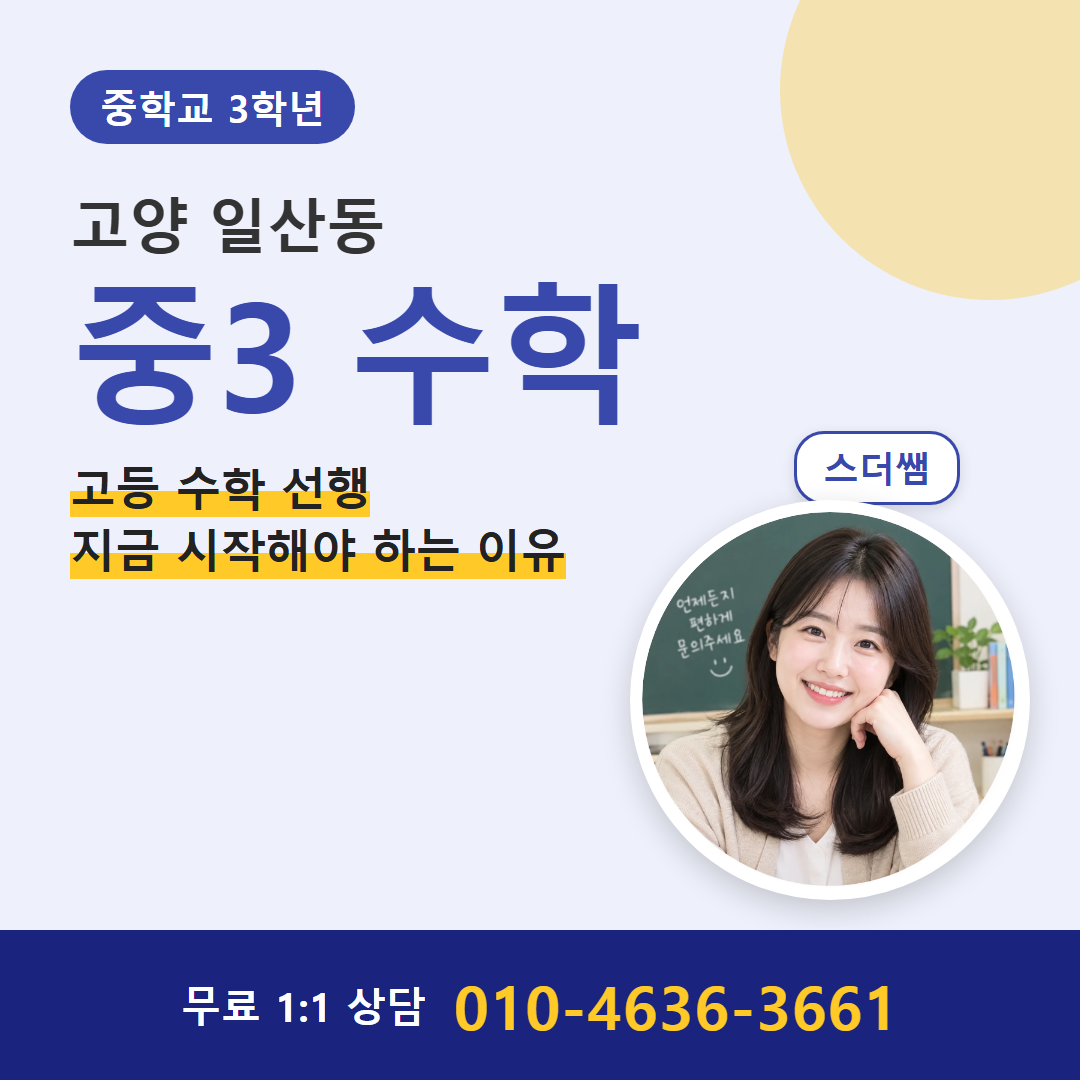 중학교 3학년
고양 일산동
중3 수학
고등 수학 선행
지금 시작해야 하는 이유
스더쌤
언제든지
편하게
문의주세요
무료 1:1 상담 010-4636-3661